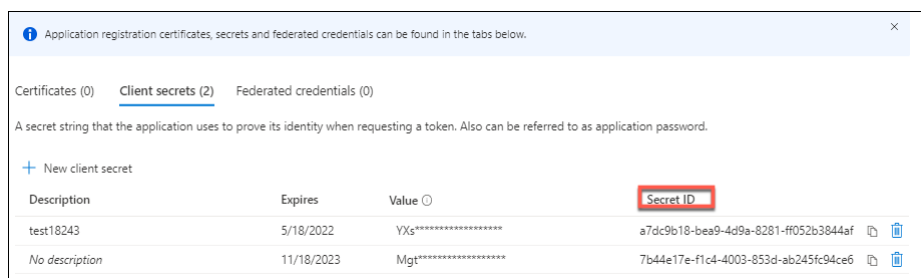 Application registration certificates, secrets and federated credentials can be found in the tabs below.
Certificates (0) Client secrets (2) Federated credentials (0)
A secret string that the application uses to prove its identity when requesting a token. Also can be referred to as application password.
New client secret
Description Expires Value Secret ID
test18243 5/18/2022 YXs****************** a7dc9b18-bea9-4d9a-8281-ff052b3844af
No description 11/18/2023 Mgt****************** 7b44e17e-f1c4-4003-853d-ab245fc94ce6